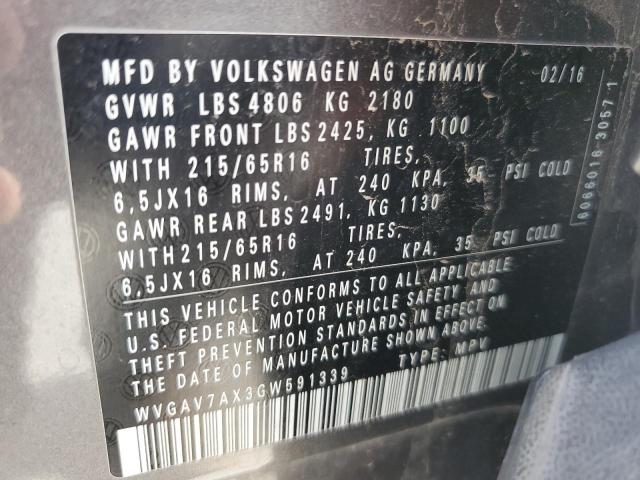 MFD BY VOLKSWAGEN AG GERMANY 02/16
GVWR LBS 4806 KG 2180
GAWR FRONT LBS 2425, KG 1100
WITH 215/65R16 TIRES,
6,5JX16 RIMS, AT 240 KPA, 35 PSI COLD
GAWR REAR LBS 2491, KG 1130
WITH 215/65R16 TIRES,
6,5JX16 RIMS, AT 240 KPA, 35 PSI COLD
THIS VEHICLE CONFORMS TO ALL APPLICABLE
U.S. FEDERAL MOTOR VEHICLE SAFETY AND
THEFT PREVENTION STANDARDS IN EFFECT ON
THE DATE OF MANUFACTURE SHOWN ABOVE.
WVGAV7AX3GW591339 TYPE: MPV
6066016 3057 1